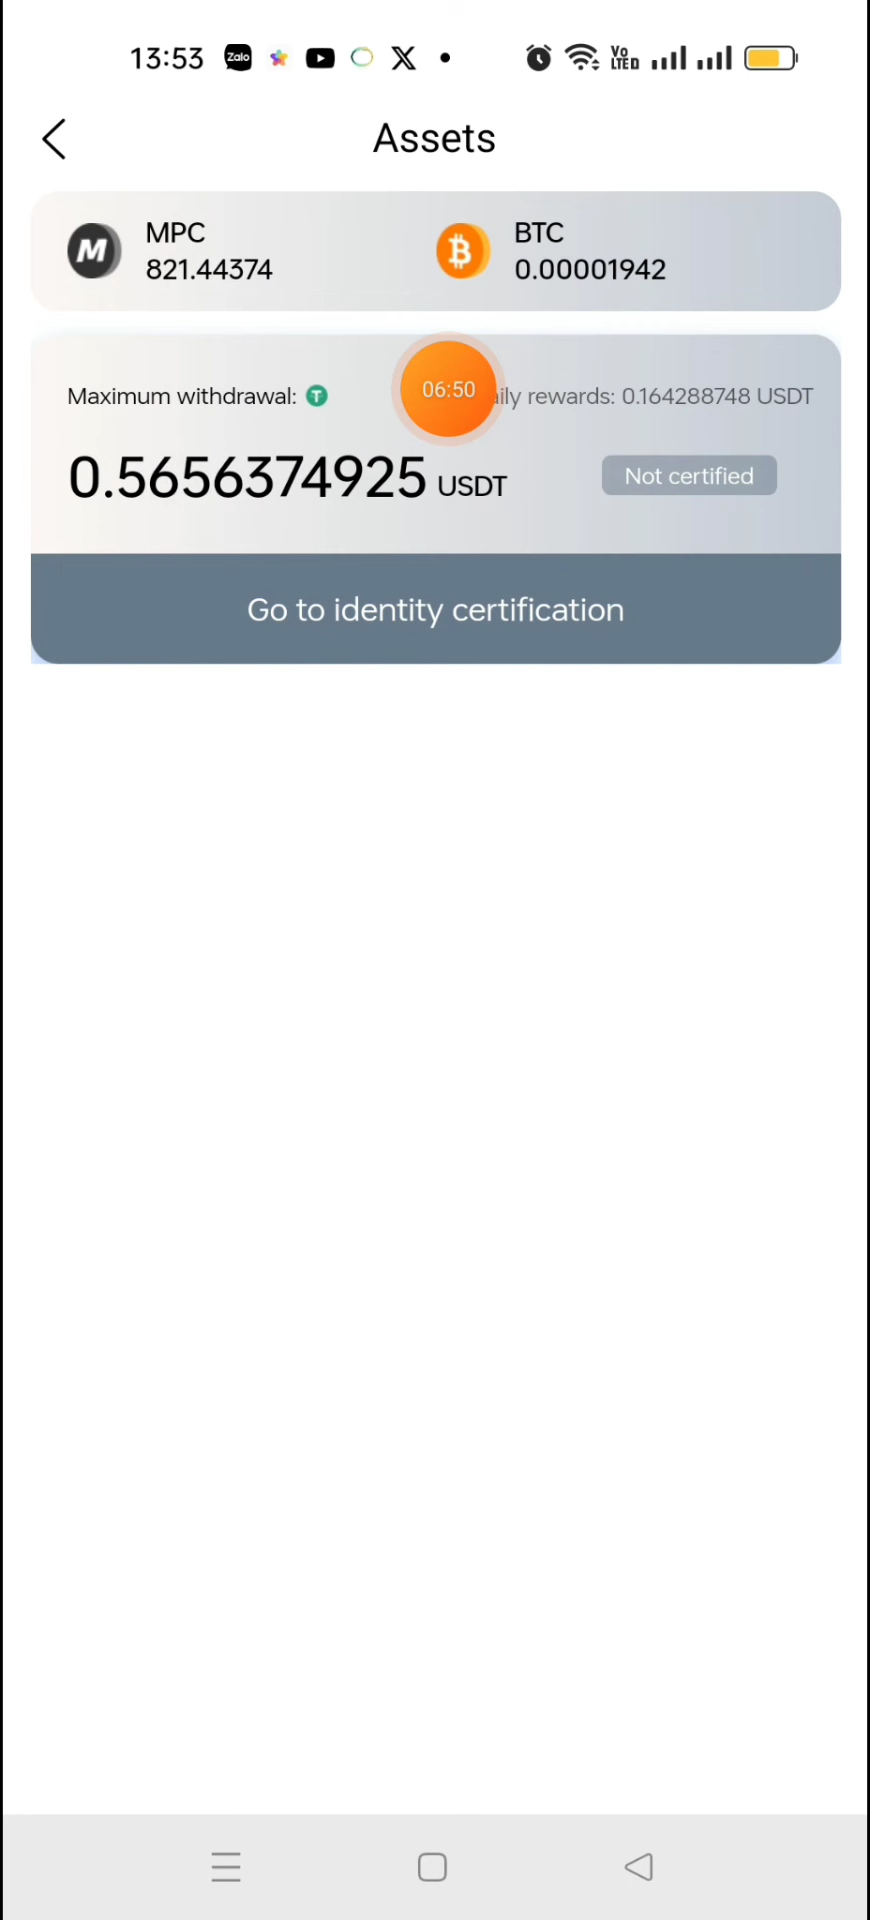 13:53 Zalo
Assets
MPC
821.44374
BTC
0.00001942
Maximum withdrawal:
06:50
rewards: 0.164288748 USDT
0.5656374925 USDT
Not certified
Go to identity certification